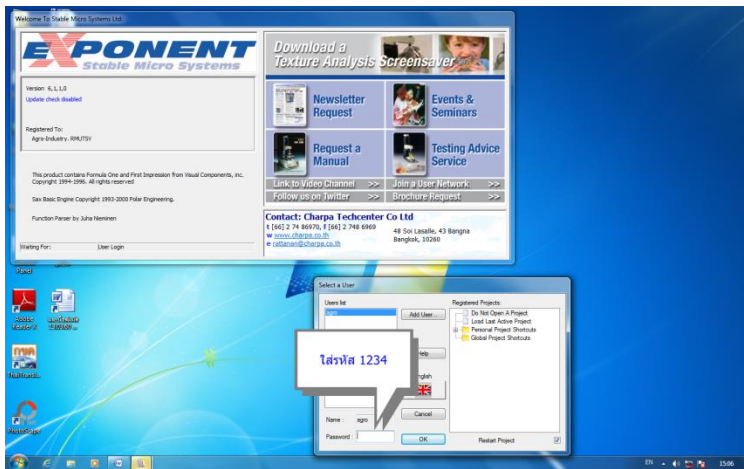 Welcome To Stable Micro Systems Ltd
EXPONENT
Stable Micro Systems
Version 6,1,1,0
Update check disabled
Registered To:
Agro-Industry. RMUTSV
This product contains Formula One and First Impression from Visual Components, Inc.
Copyright 1994-1996. All rights reserved
Sax Basic Engine Copyright 1993-2000 Polar Engineering.
Function Parser by Juha Nieminen
Waiting For:
User Login
Download a
Texture Analysis Screensaver
Newsletter
Request
Events &
Seminars
Request a
Manual
Testing Advice
Service
Link to Video Channel >>
Join a User Network >>
Follow us on Twitter >>
Brochure Request >>
Contact: Charpa Techcenter Co Ltd
t [66] 2 74 86970, f [66] 2 748 6969
w www.charpa.co.th
e rattanan@charpa.co.th
48 Soi Lasalle, 43 Bangna
Bangkok, 10260
Panel
Adobe
Reader X
PhotoScape
Select a User
Users list
agro
Add User...
Help
English
Cancel
OK
Name : agro
Password :
Registered Projects:
Do Not Open A Project
Load Last Active Project
Personal Project Shortcuts
Global Project Shortcuts
Restart Project
ใส่รหัส 1234
EN
15:06